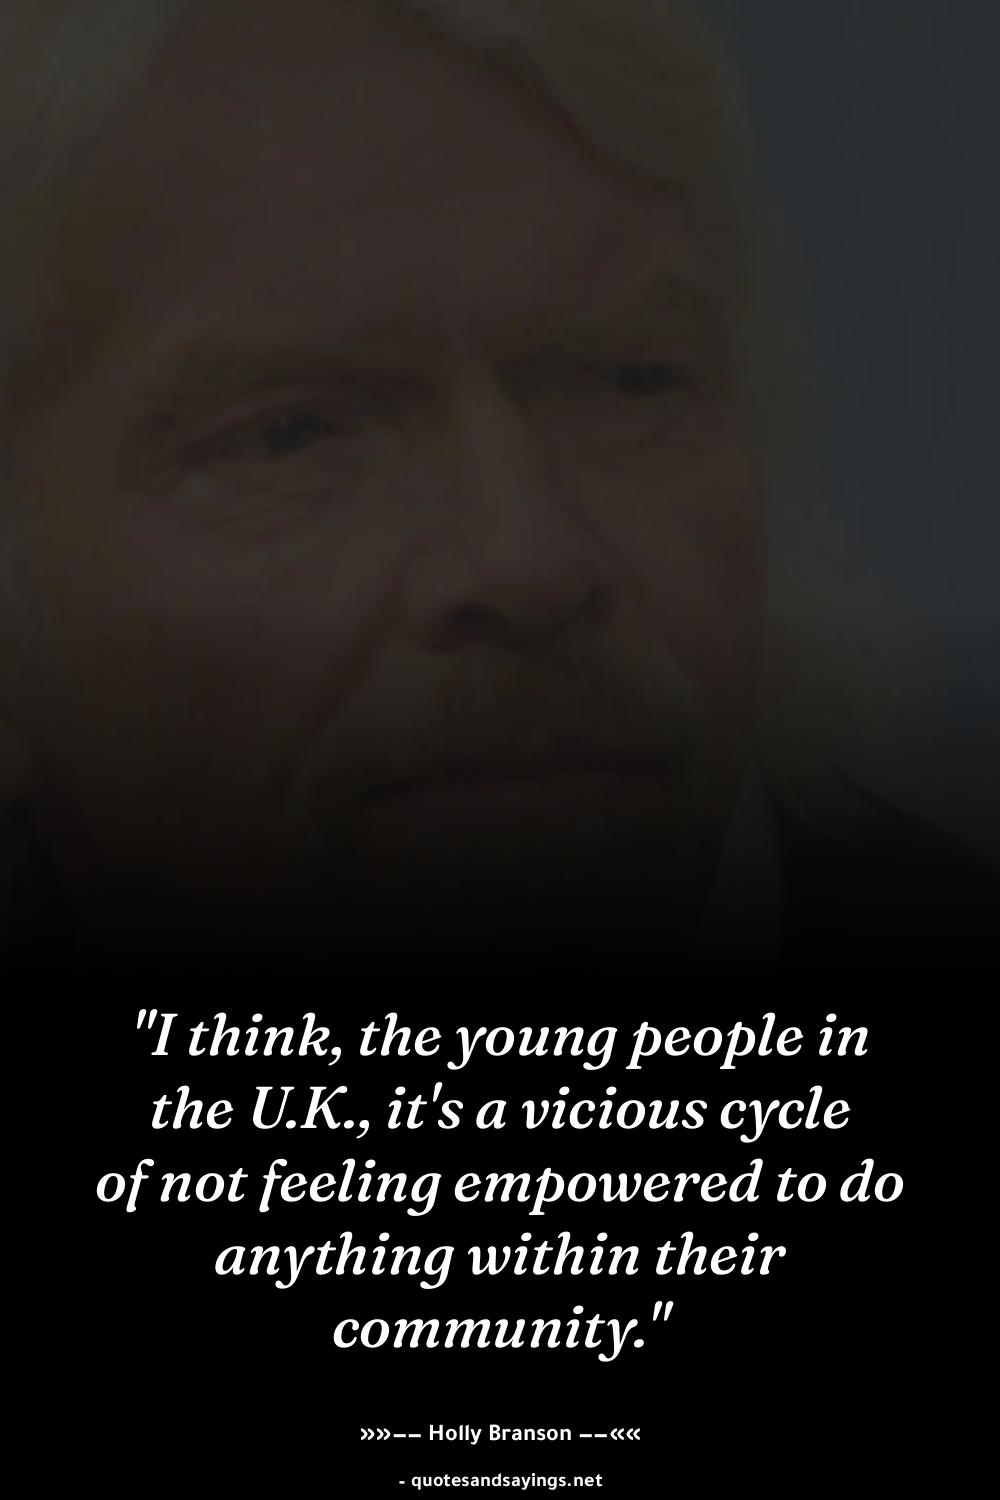 "I think, the young people in
the U.K., it's a vicious cycle
of not feeling empowered to do
anything within their
community."
»»–– Holly Branson ––««
- quotesandsayings.net